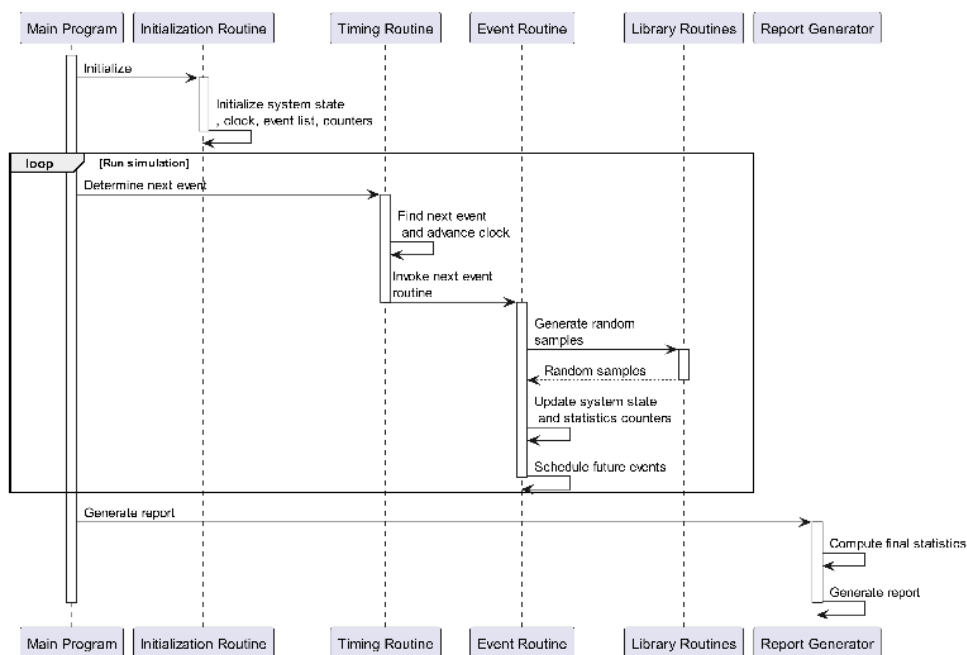 Main Program
Initialization Routine
Timing Routine
Event Routine
Library Routines
Report Generator
Initialize
Initialize system state
, clock, event list, counters
loop
[Run simulation]
Determine next event
Find next event
and advance clock
Invoke next event
routine
Generate random
samples
Random samples
Update system state
and statistics counters
Schedule future events
Generate report
Compute final statistics
Generate report
Main Program
Initialization Routine
Timing Routine
Event Routine
Library Routines
Report Generator